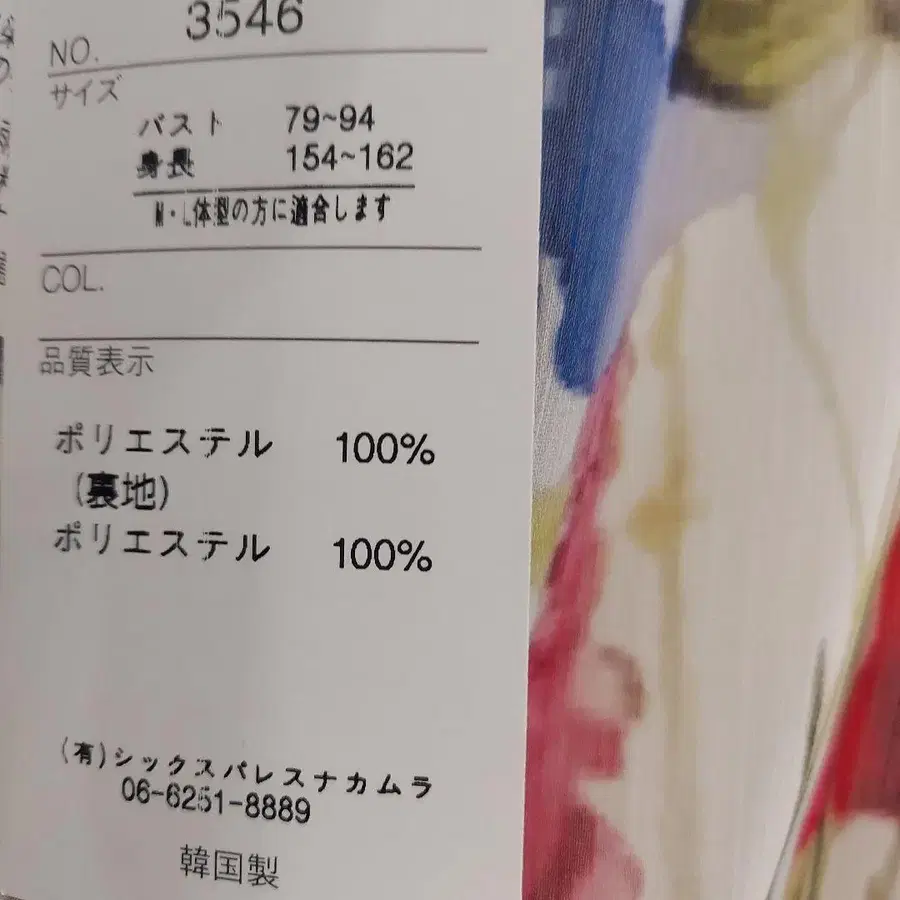 3546
NO.
サイズ
バスト 79~94
身長 154~162
M・L体型の方に適合します
COL.
品質表示
ポリエステル 100%
(裏地)
ポリエステル 100%
(有)シックスパレスナカムラ
06-6251-8889
韓国製